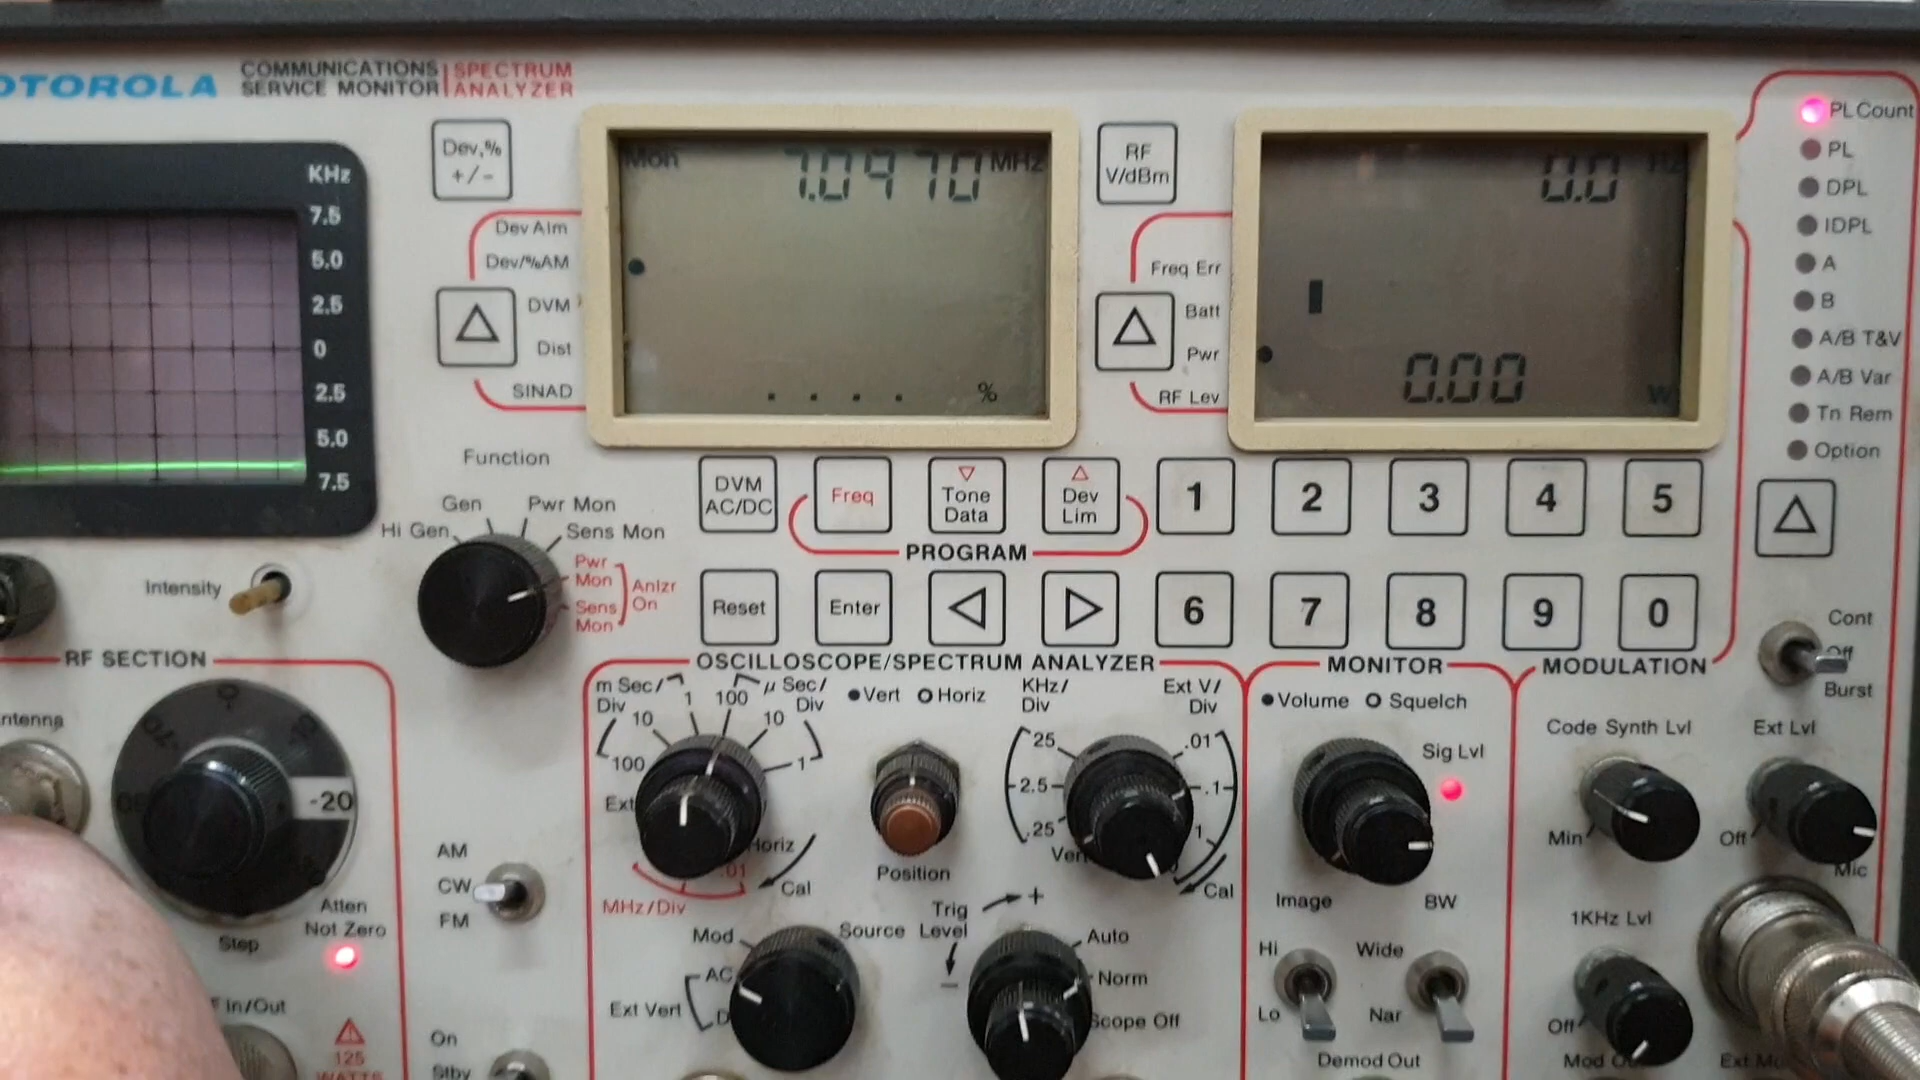 OTOROLA
COMMUNICATIONS
SERVICE MONITOR
SPECTRUM
ANALYZER
KHz
7.5
5.0
2.5
0
2.5
5.0
7.5
Dev,%
+/-
Dev Alm
Dev/%AM
DVM
Dist
SINAD
Mon 7.0970 MHz
. . . . %
RF
V/dBm
Freq Err
Batt
Pwr
RF Lev
0.0 Hz
0.00 W
PL Count
PL
DPL
IDPL
A
B
A/B T&V
A/B Var
Tn Rem
Option
Function
Gen
Hi Gen
Pwr Mon
Sens Mon
Pwr
Mon
Sens
Mon
Anlzr
On
Intensity
DVM
AC/DC
Freq
Tone
Data
Dev
Lim
PROGRAM
1 2 3 4 5
Reset
Enter
6 7 8 9 0
RF SECTION
ntenna
-20
Step
Atten
Not Zero
F In/Out
125
WATTS
AM
CW
FM
On
Stby
OSCILLOSCOPE/SPECTRUM ANALYZER
m Sec/
Div
µ Sec/
Div
1
100
10
10
100
1
Ext
Horiz
.01
Cal
MHz/Div
Vert
Horiz
Position
KHz/
Div
Ext V/
Div
25
.01
2.5
.1
.25
1
Cal
Mod
AC
Ext Vert
Source
Trig
Level
+
−
Auto
Norm
Scope Off
MONITOR
Volume
Squelch
Sig Lvl
Image
BW
Hi
Wide
Lo
Nar
Demod Out
MODULATION
Cont
Off
Burst
Code Synth Lvl
Ext Lvl
Min
Off
Mic
1KHz Lvl
Off